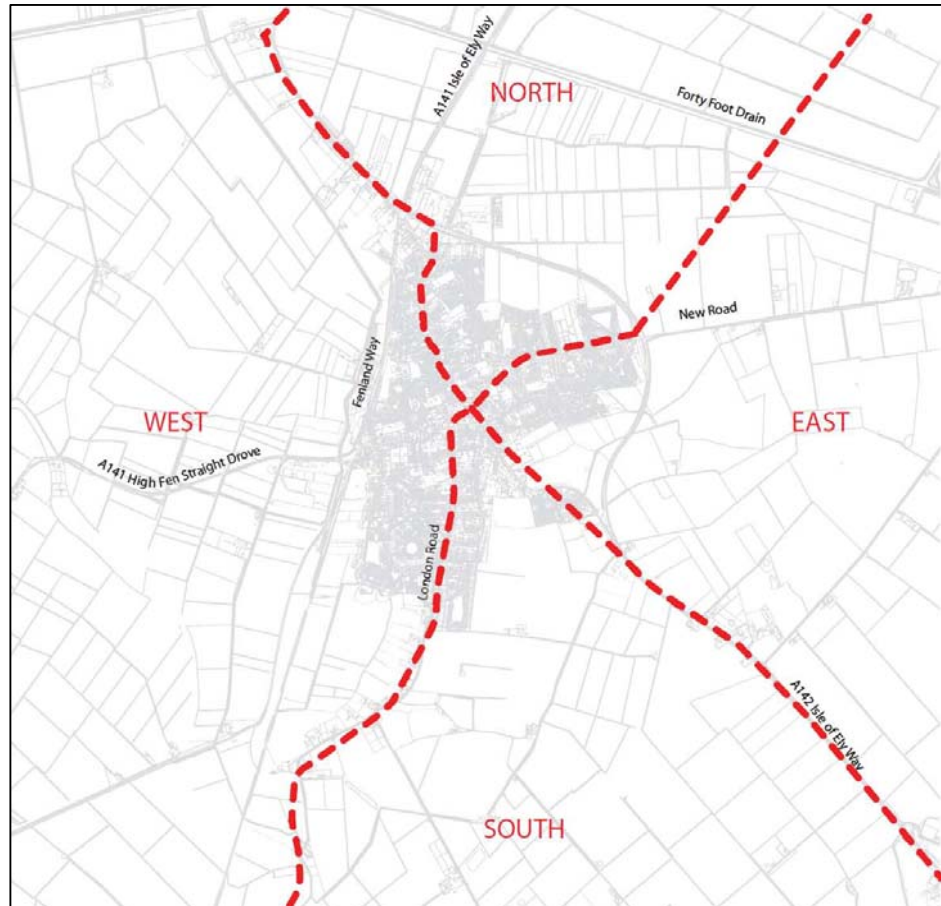 A141 Isle of Ely Way
NORTH
Forty Foot Drain
New Road
Fenland Way
WEST
EAST
A141 High Fen Straight Drove
London Road
A142 Isle of Ely Way
SOUTH